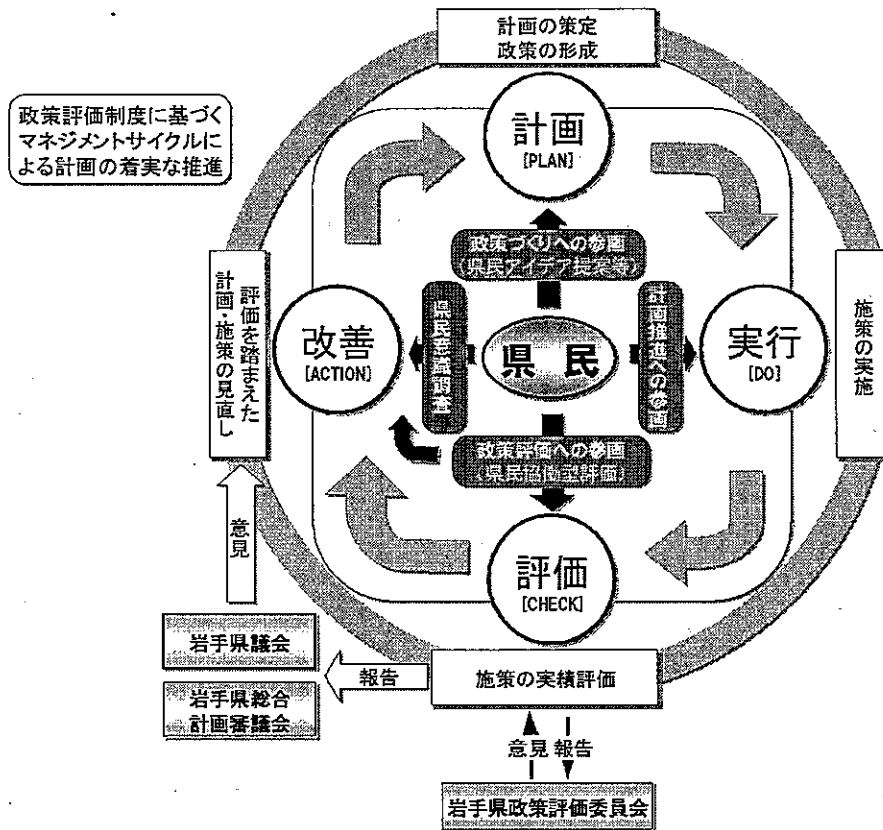 計画の策定
政策の形成
政策評価制度に基づく
マネジメントサイクルに
よる計画の着実な推進
計画
[PLAN]
政策づくりへの参画
(県民アイデア提案等)
評価を踏まえた
計画・施策の見直し
改善
[ACTION]
県民意識調査
県 民
計画推進への参画
実行
[DO]
施策の実施
政策評価への参画
(県民協働型評価)
意見
評価
[CHECK]
岩手県議会
報告
施策の実績評価
岩手県総合
計画審議会
意見 報告
岩手県政策評価委員会